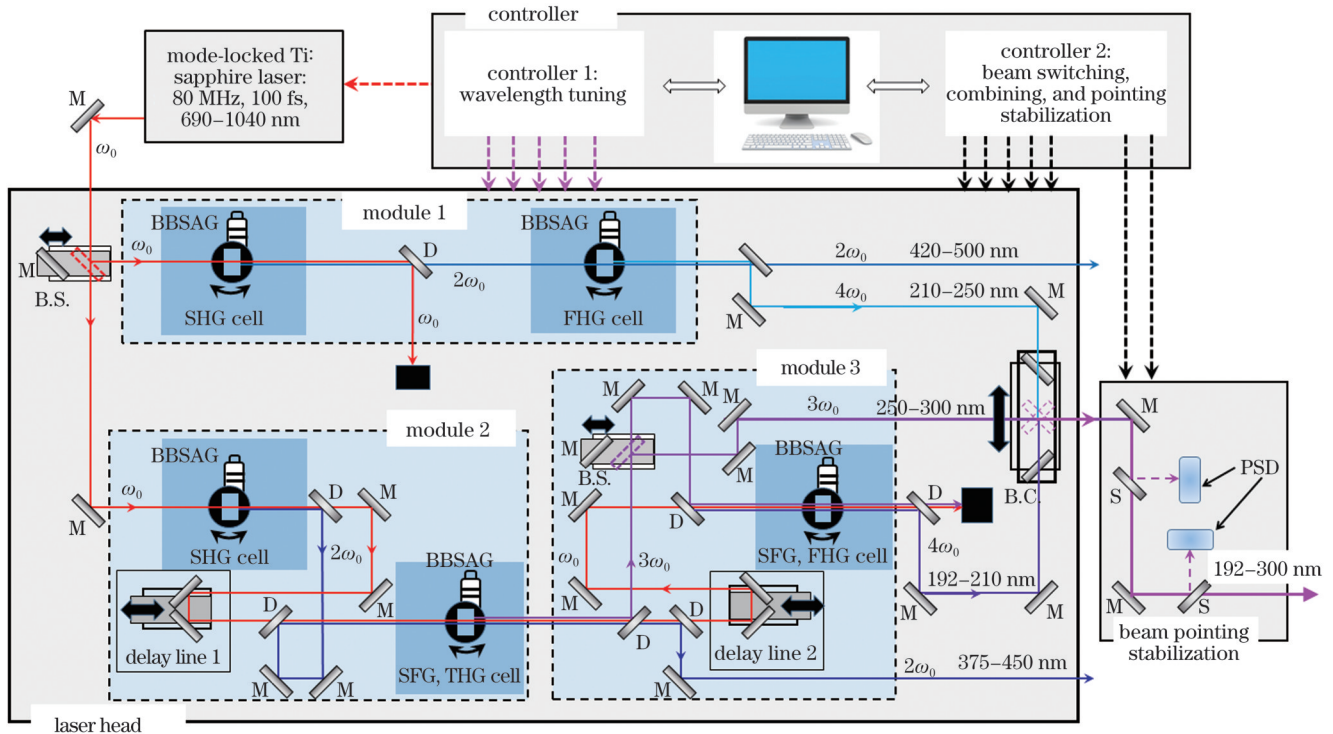 controller
mode-locked Ti:
sapphire laser:
80 MHz, 100 fs,
690–1040 nm
controller 1:
wavelength tuning
controller 2:
beam switching,
combining, and pointing
stabilization
M
ω₀
module 1
BBSAG
BBSAG
M
ω₀
D
2ω₀
2ω₀
420–500 nm
B.S.
SHG cell
ω₀
FHG cell
M
4ω₀
210–250 nm
M
module 2
module 3
M
M
M
3ω₀
250–300 nm
M
BBSAG
M
B.S.
M
BBSAG
B.C.
S
PSD
M
ω₀
D
M
M
D
D
SHG cell
2ω₀
BBSAG
ω₀
3ω₀
SFG, FHG cell
4ω₀
192–210 nm
M
D
M
M
M
M
S
192–300 nm
delay line 1
D
D
delay line 2
M
M
SFG, THG cell
M
2ω₀
375–450 nm
beam pointing
stabilization
laser head